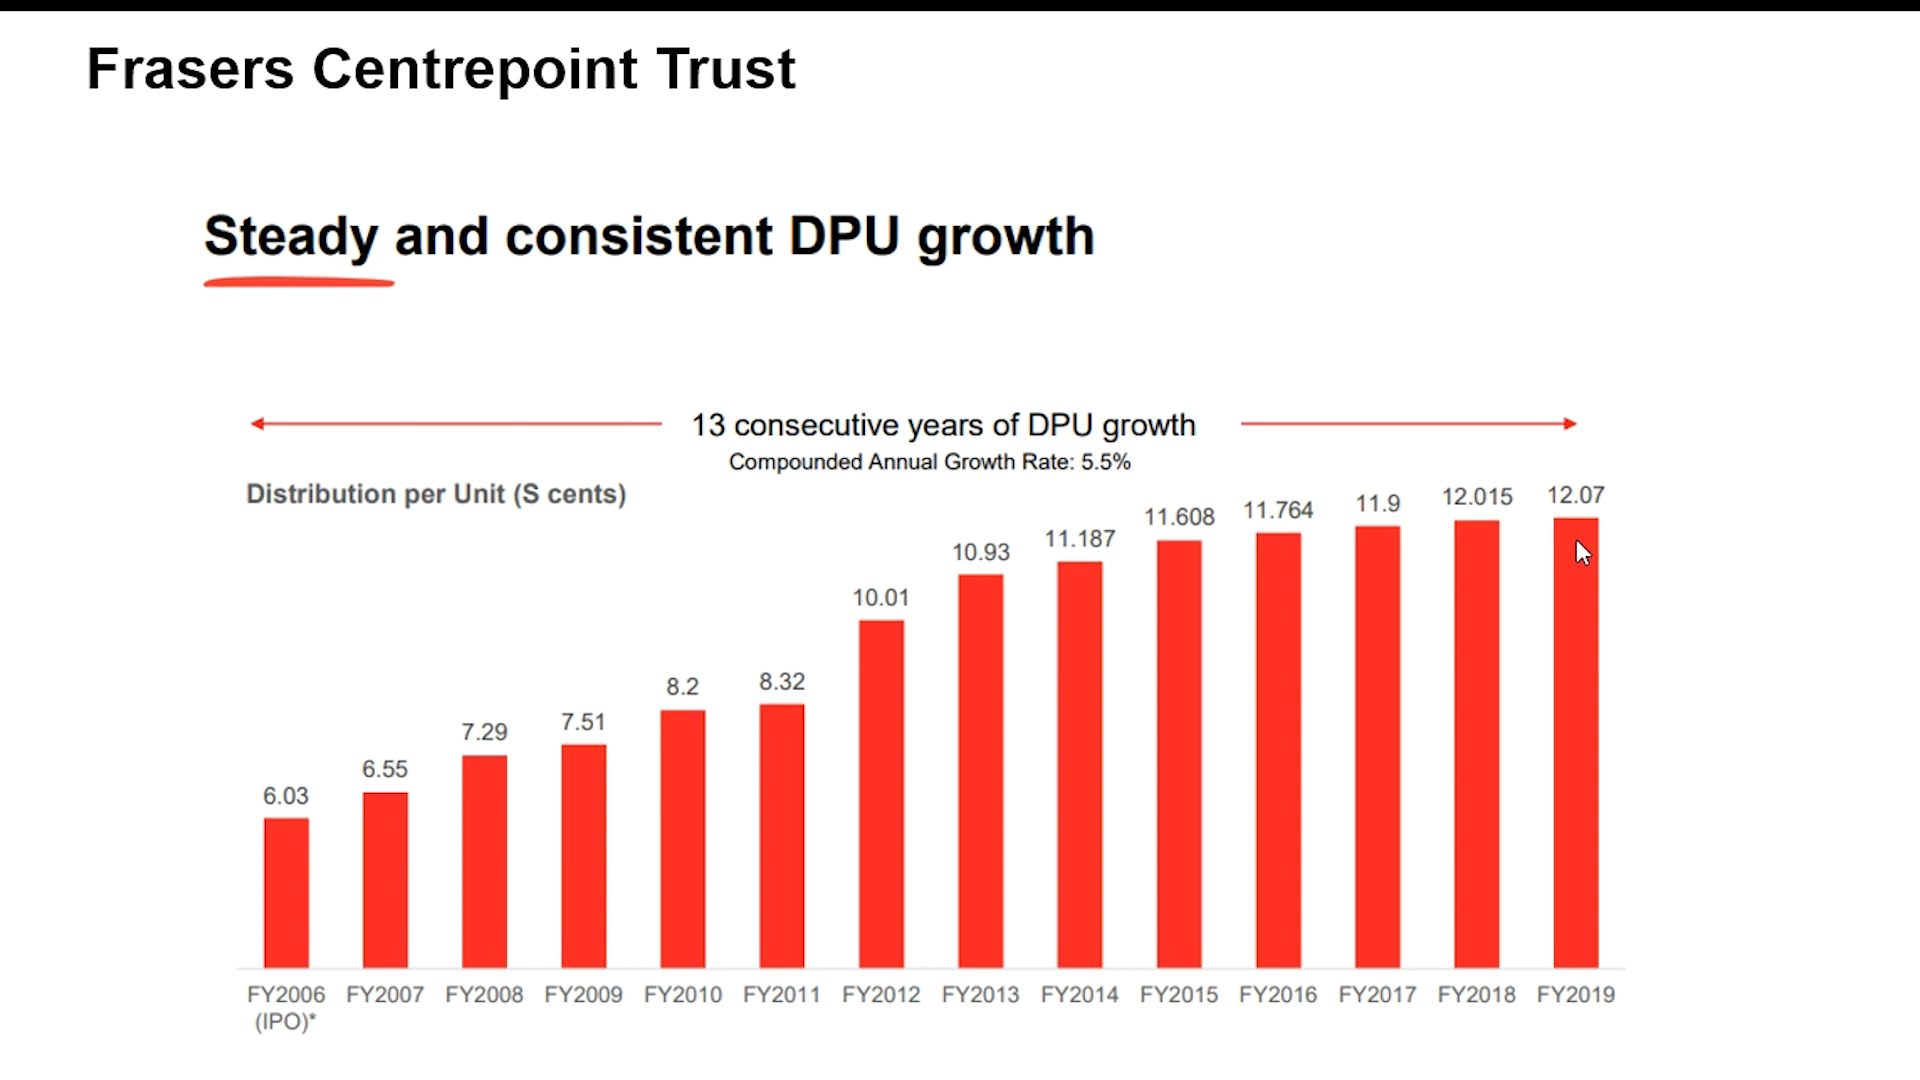 Frasers Centrepoint Trust
Steady and consistent DPU growth
13 consecutive years of DPU growth
Compounded Annual Growth Rate: 5.5%
Distribution per Unit (S cents)
6.03
6.55
7.29
7.51
8.2
8.32
10.01
10.93
11.187
11.608
11.764
11.9
12.015
12.07
FY2006 FY2007 FY2008 FY2009 FY2010 FY2011 FY2012 FY2013 FY2014 FY2015 FY2016 FY2017 FY2018 FY2019
(IPO)*